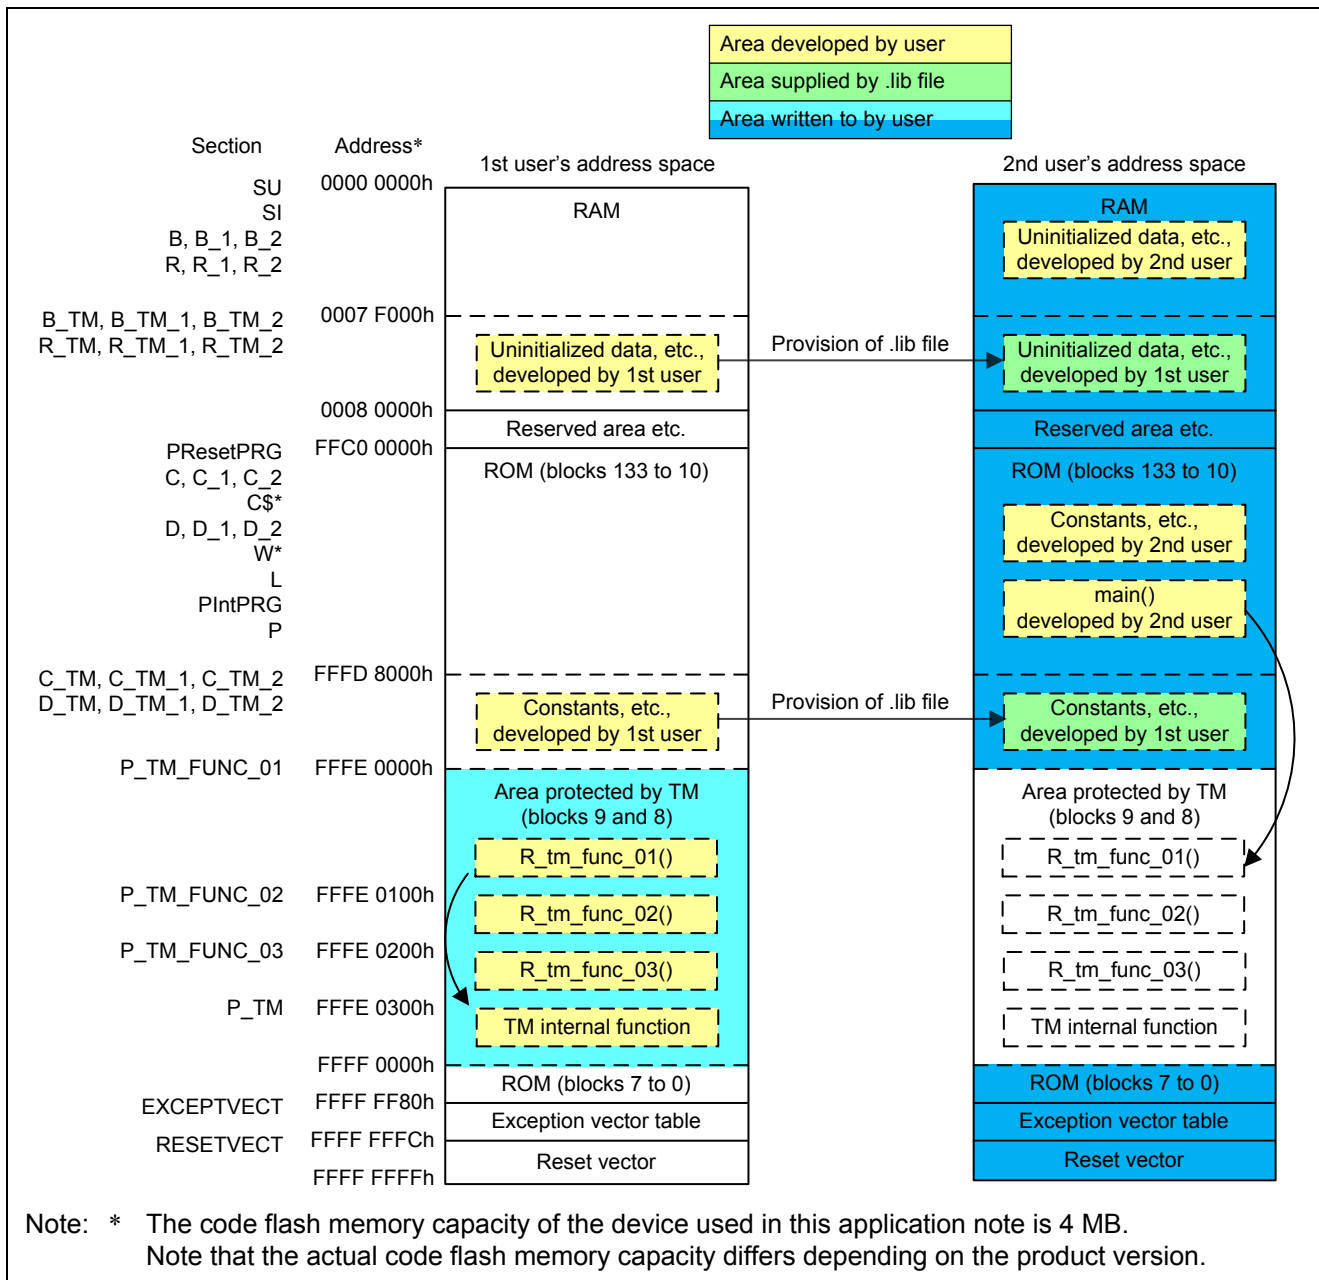 Area developed by user
Area supplied by .lib file
Area written to by user
Section
Address*
1st user's address space
2nd user's address space
SU
SI
B, B_1, B_2
R, R_1, R_2
0000 0000h
RAM
RAM
Uninitialized data, etc.,
developed by 2nd user
B_TM, B_TM_1, B_TM_2
R_TM, R_TM_1, R_TM_2
0007 F000h
Uninitialized data, etc.,
developed by 1st user
Provision of .lib file
Uninitialized data, etc.,
developed by 1st user
0008 0000h
Reserved area etc.
Reserved area etc.
PResetPRG
C, C_1, C_2
C$*
D, D_1, D_2
W*
L
PIntPRG
P
FFC0 0000h
ROM (blocks 133 to 10)
ROM (blocks 133 to 10)
Constants, etc.,
developed by 2nd user
main()
developed by 2nd user
C_TM, C_TM_1, C_TM_2
D_TM, D_TM_1, D_TM_2
FFFD 8000h
Constants, etc.,
developed by 1st user
Provision of .lib file
Constants, etc.,
developed by 1st user
P_TM_FUNC_01
FFFE 0000h
Area protected by TM
(blocks 9 and 8)
Area protected by TM
(blocks 9 and 8)
R_tm_func_01()
R_tm_func_01()
P_TM_FUNC_02
FFFE 0100h
R_tm_func_02()
R_tm_func_02()
P_TM_FUNC_03
FFFE 0200h
R_tm_func_03()
R_tm_func_03()
P_TM
FFFE 0300h
TM internal function
TM internal function
FFFF 0000h
ROM (blocks 7 to 0)
ROM (blocks 7 to 0)
EXCEPTVECT
FFFF FF80h
Exception vector table
Exception vector table
RESETVECT
FFFF FFFCh
Reset vector
Reset vector
FFFF FFFFh
Note: * The code flash memory capacity of the device used in this application note is 4 MB.
Note that the actual code flash memory capacity differs depending on the product version.